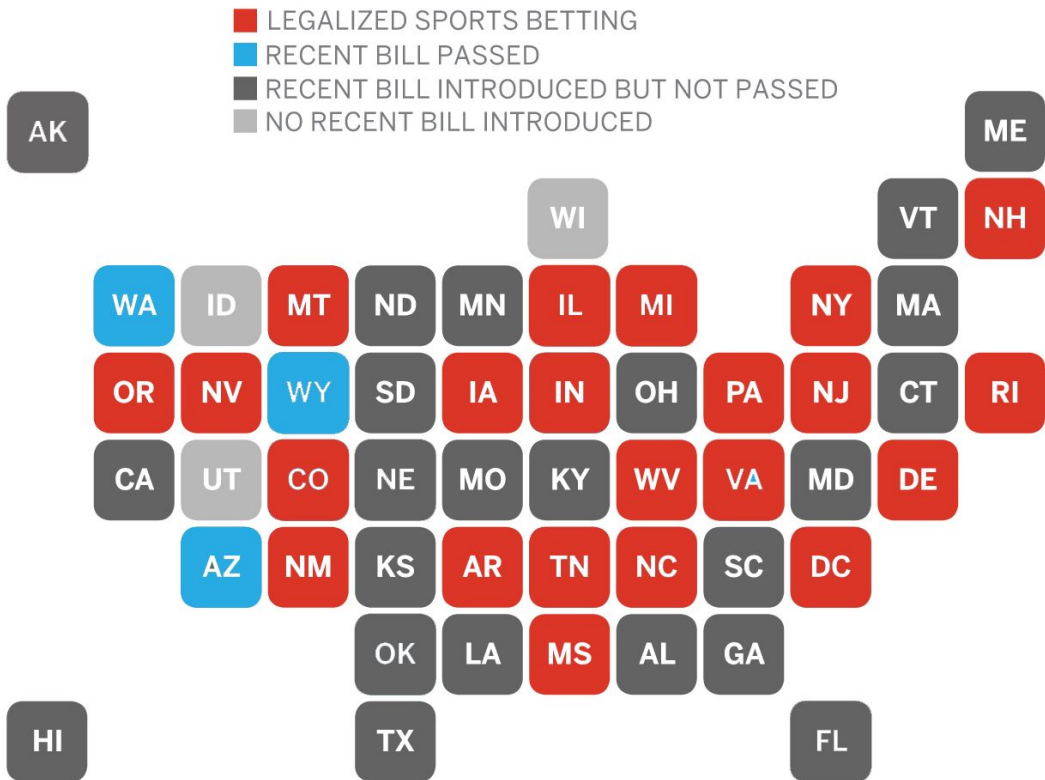 LEGALIZED SPORTS BETTING
RECENT BILL PASSED
RECENT BILL INTRODUCED BUT NOT PASSED
NO RECENT BILL INTRODUCED
AK ME
WI VT NH
WA ID MT ND MN IL MI NY MA
OR NV WY SD IA IN OH PA NJ CT RI
CA UT CO NE MO KY WV VA MD DE
AZ NM KS AR TN NC SC DC
OK LA MS AL GA
HI TX FL